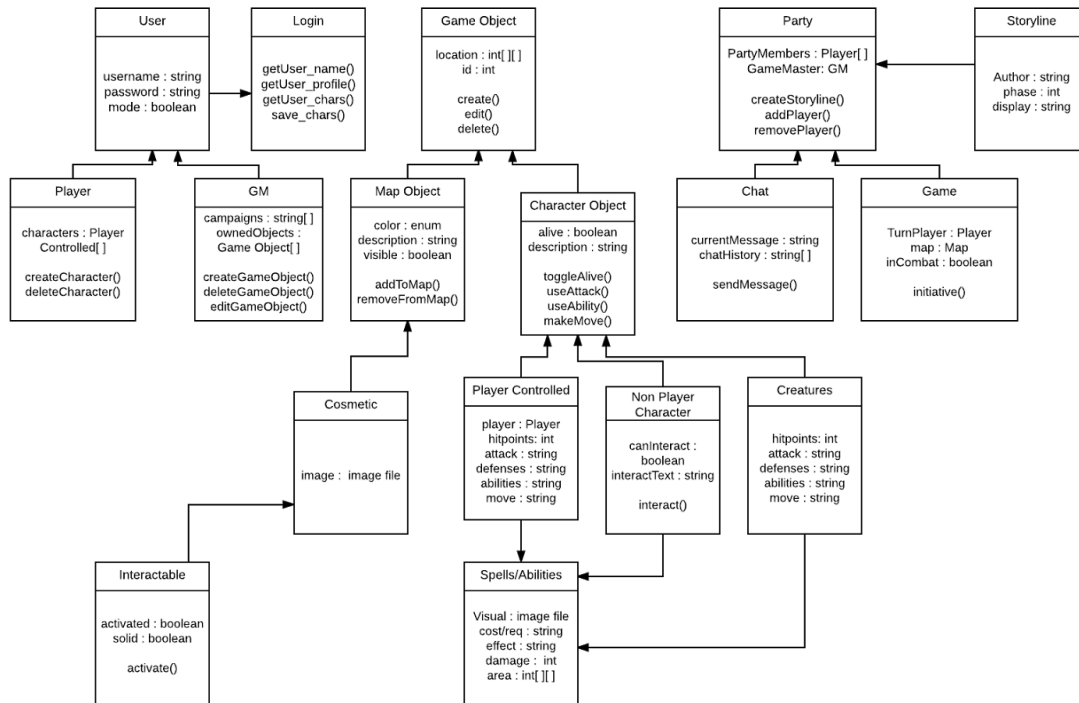 User
username : string
password : string
mode : boolean
Login
getUser_name()
getUser_profile()
getUser_chars()
save_chars()
Game Object
location : int[ ][ ]
id : int
create()
edit()
delete()
Party
PartyMembers : Player[ ]
GameMaster: GM
createStoryline()
addPlayer()
removePlayer()
Storyline
Author : string
phase : int
display : string
Player
characters : Player
Controlled[ ]
createCharacter()
deleteCharacter()
GM
campaigns : string[ ]
ownedObjects :
Game Object[ ]
createGameObject()
deleteGameObject()
editGameObject()
Map Object
color : enum
description : string
visible : boolean
addToMap()
removeFromMap()
Character Object
alive : boolean
description : string
toggleAlive()
useAttack()
useAbility()
makeMove()
Chat
currentMessage : string
chatHistory : string[ ]
sendMessage()
Game
TurnPlayer : Player
map : Map
inCombat : boolean
initiative()
Cosmetic
image : image file
Player Controlled
player : Player
hitpoints: int
attack : string
defenses : string
abilities : string
move : string
Non Player
Character
canInteract :
boolean
interactText : string
interact()
Creatures
hitpoints: int
attack : string
defenses : string
abilities : string
move : string
Interactable
activated : boolean
solid : boolean
activate()
Spells/Abilities
Visual : image file
cost/req : string
effect : string
damage : int
area : int[ ][ ]